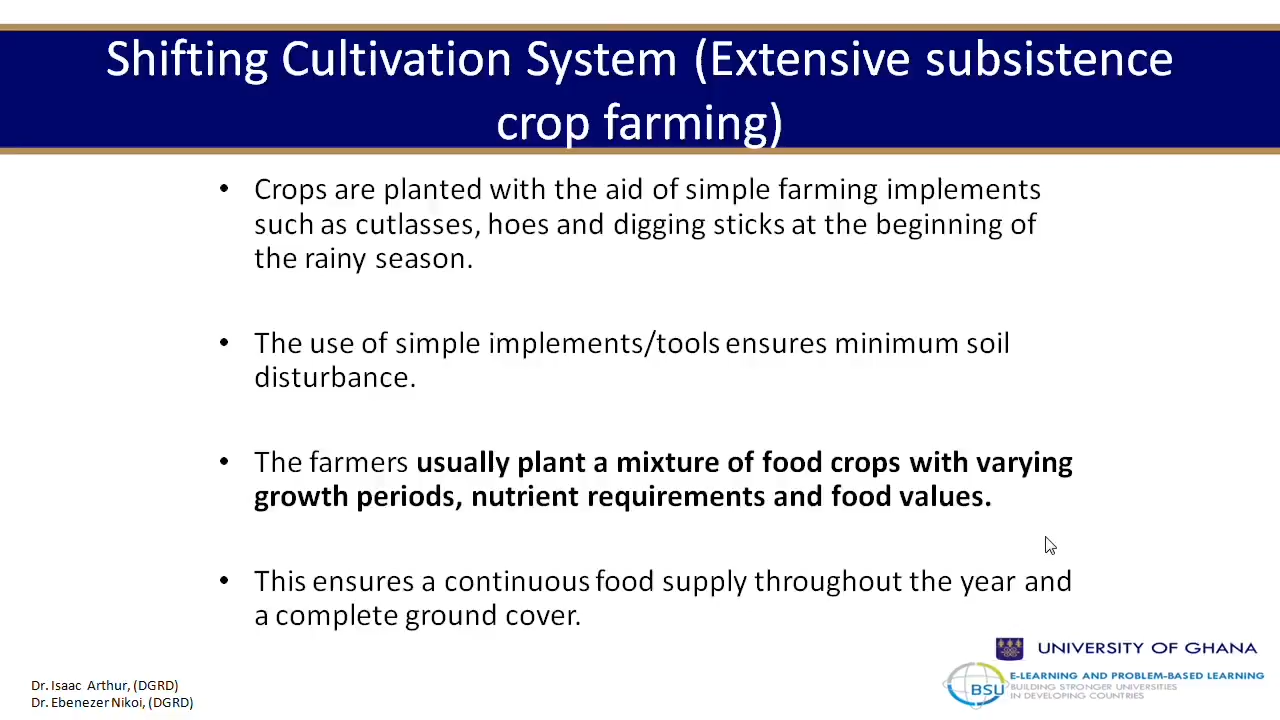 Shifting Cultivation System (Extensive subsistence
crop farming)
• Crops are planted with the aid of simple farming implements
such as cutlasses, hoes and digging sticks at the beginning of
the rainy season.
• The use of simple implements/tools ensures minimum soil
disturbance.
• The farmers usually plant a mixture of food crops with varying
growth periods, nutrient requirements and food values.
• This ensures a continuous food supply throughout the year and
a complete ground cover.
UNIVERSITY OF GHANA
BSU
E-LEARNING AND PROBLEM-BASED LEARNING
BUILDING STRONGER UNIVERSITIES
IN DEVELOPING COUNTRIES
Dr. Isaac Arthur, (DGRD)
Dr. Ebenezer Nikoi, (DGRD)